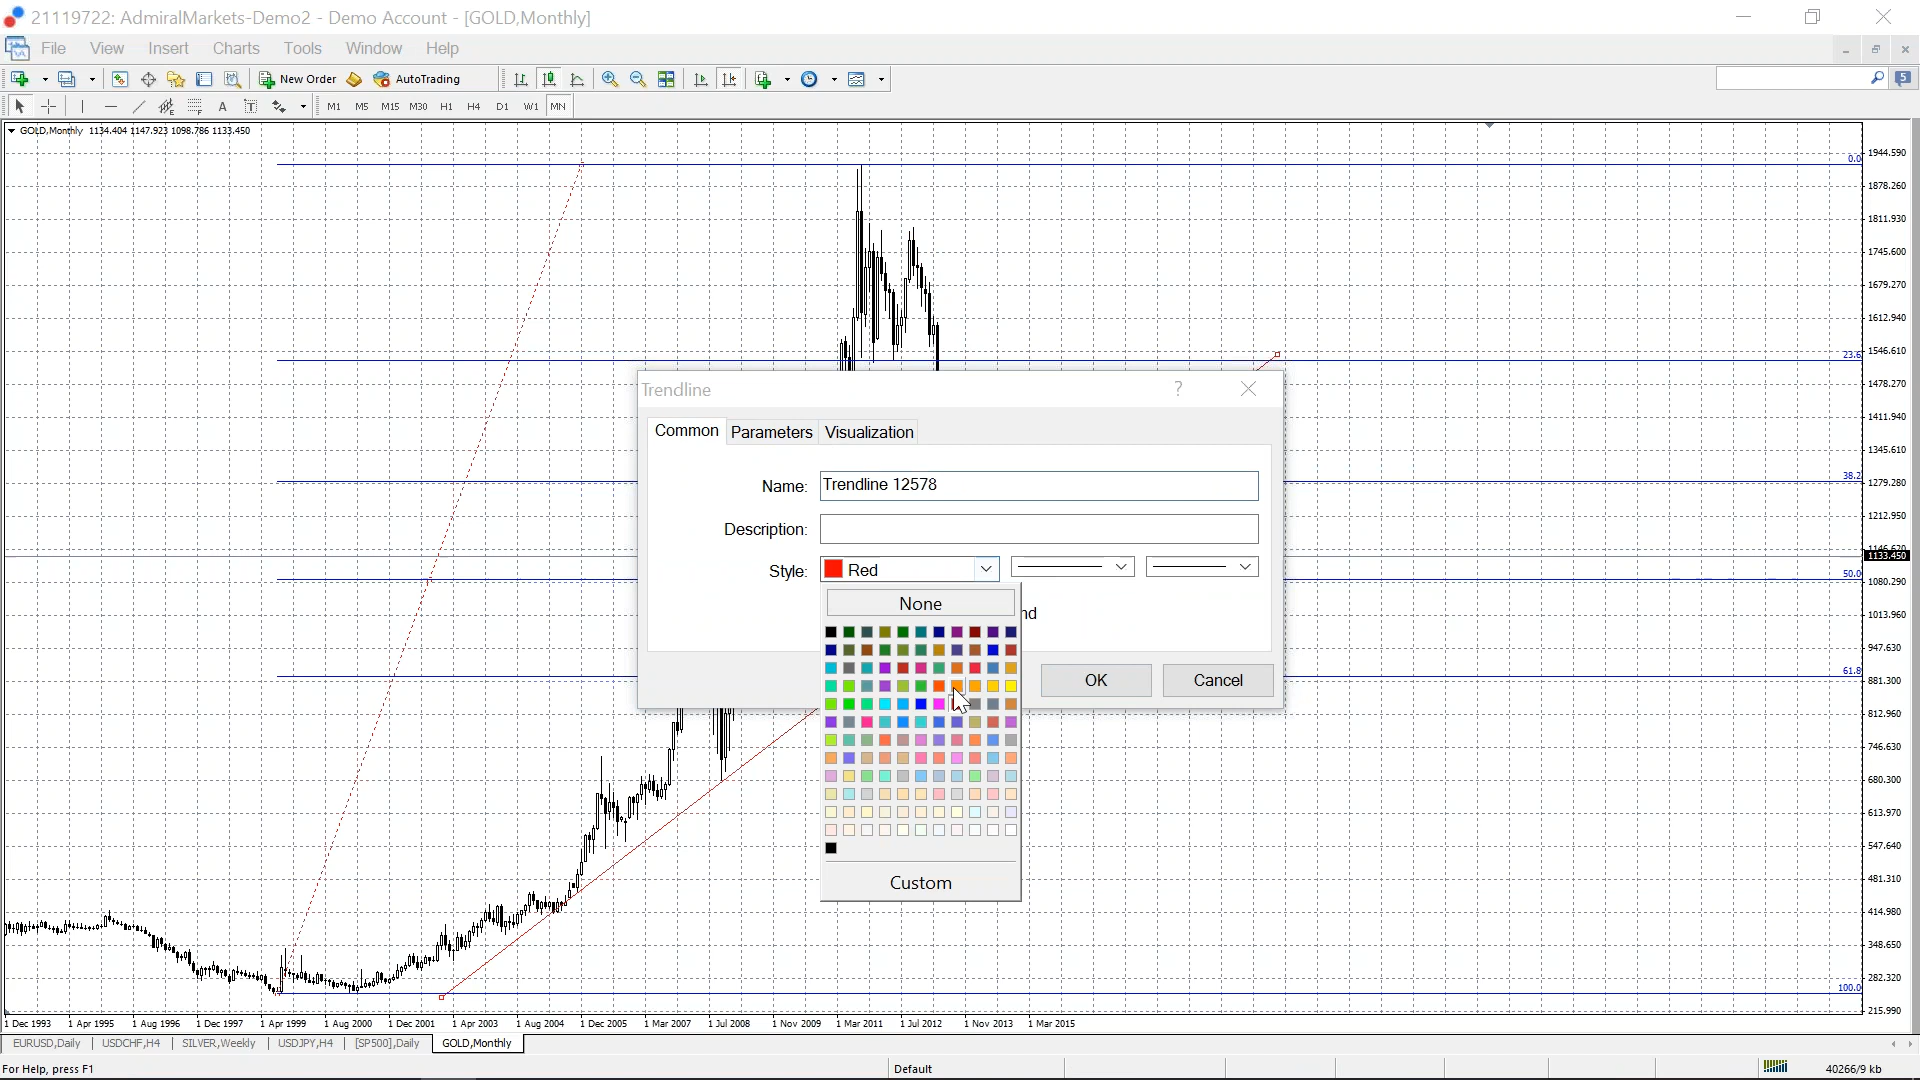 21119722: AdmiralMarkets-Demo2 - Demo Account - [GOLD,Monthly]
File View Insert Charts Tools Window Help
New Order AutoTrading
5
A T M1 M5 M15 M30 H1 H4 D1 W1 MN
GOLD,Monthly 1134.404 1147.923 1098.786 1133.450
1944.590
0.0
1878.260
1811.930
1745.600
1679.270
1612.940
1546.610
23.6
1478.270
1411.940
1345.610
38.2
1279.280
1212.950
1146.620
1133.450
50.0
1080.290
1013.960
947.630
61.8
881.300
812.960
746.630
680.300
613.970
547.640
481.310
414.980
348.650
282.320
100.0
215.990
Trendline ?
Common Parameters Visualization
Name: Trendline 12578
Description:
Style: Red
None
nd
OK Cancel
Custom
1 Dec 1993 1 Apr 1995 1 Aug 1996 1 Dec 1997 1 Apr 1999 1 Aug 2000 1 Dec 2001 1 Apr 2003 1 Aug 2004 1 Dec 2005 1 Mar 2007 1 Jul 2008 1 Nov 2009 1 Mar 2011 1 Jul 2012 1 Nov 2013 1 Mar 2015
EURUSD,Daily USDCHF,H4 SILVER,Weekly USDJPY,H4 [SP500],Daily GOLD,Monthly
For Help, press F1 Default 40266/9 kb